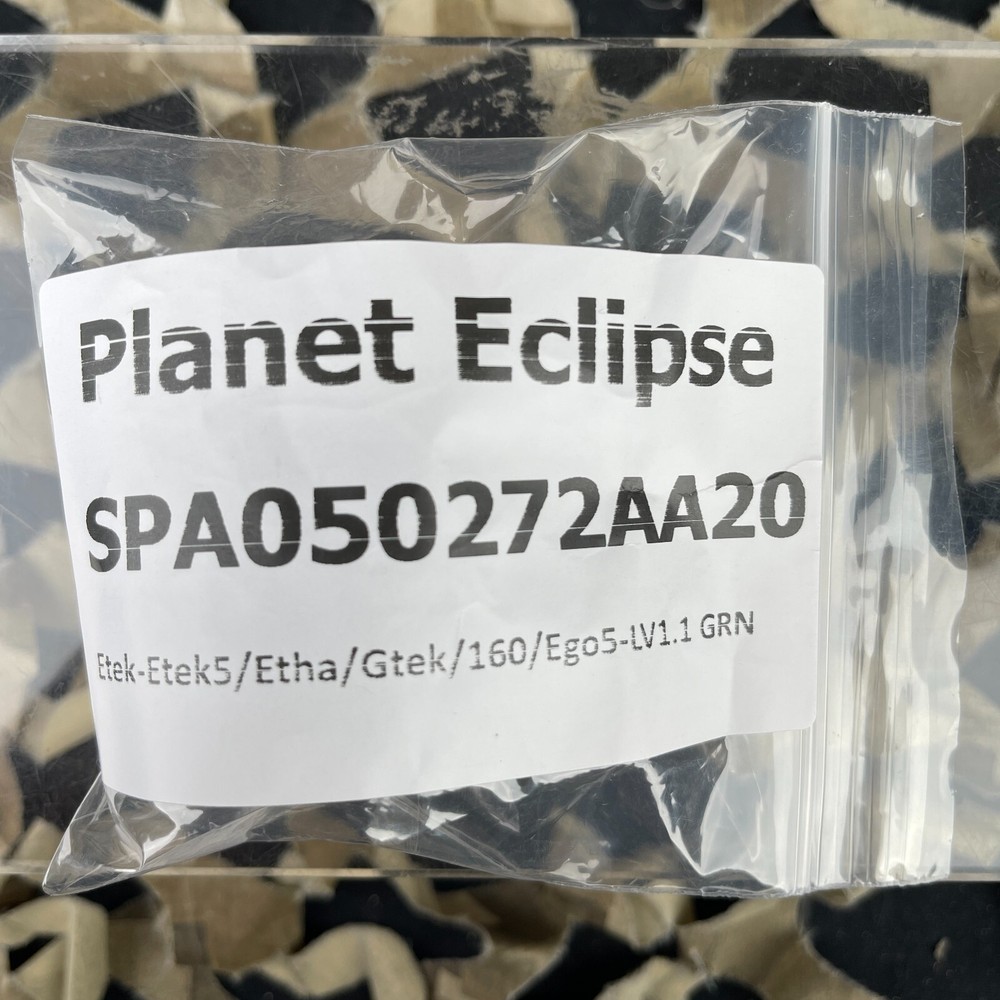 Planet Eclipse
SPA050272AA20
Etek-Etek5/Etha/Gtek/160/Ego5-LV1.1 GRN